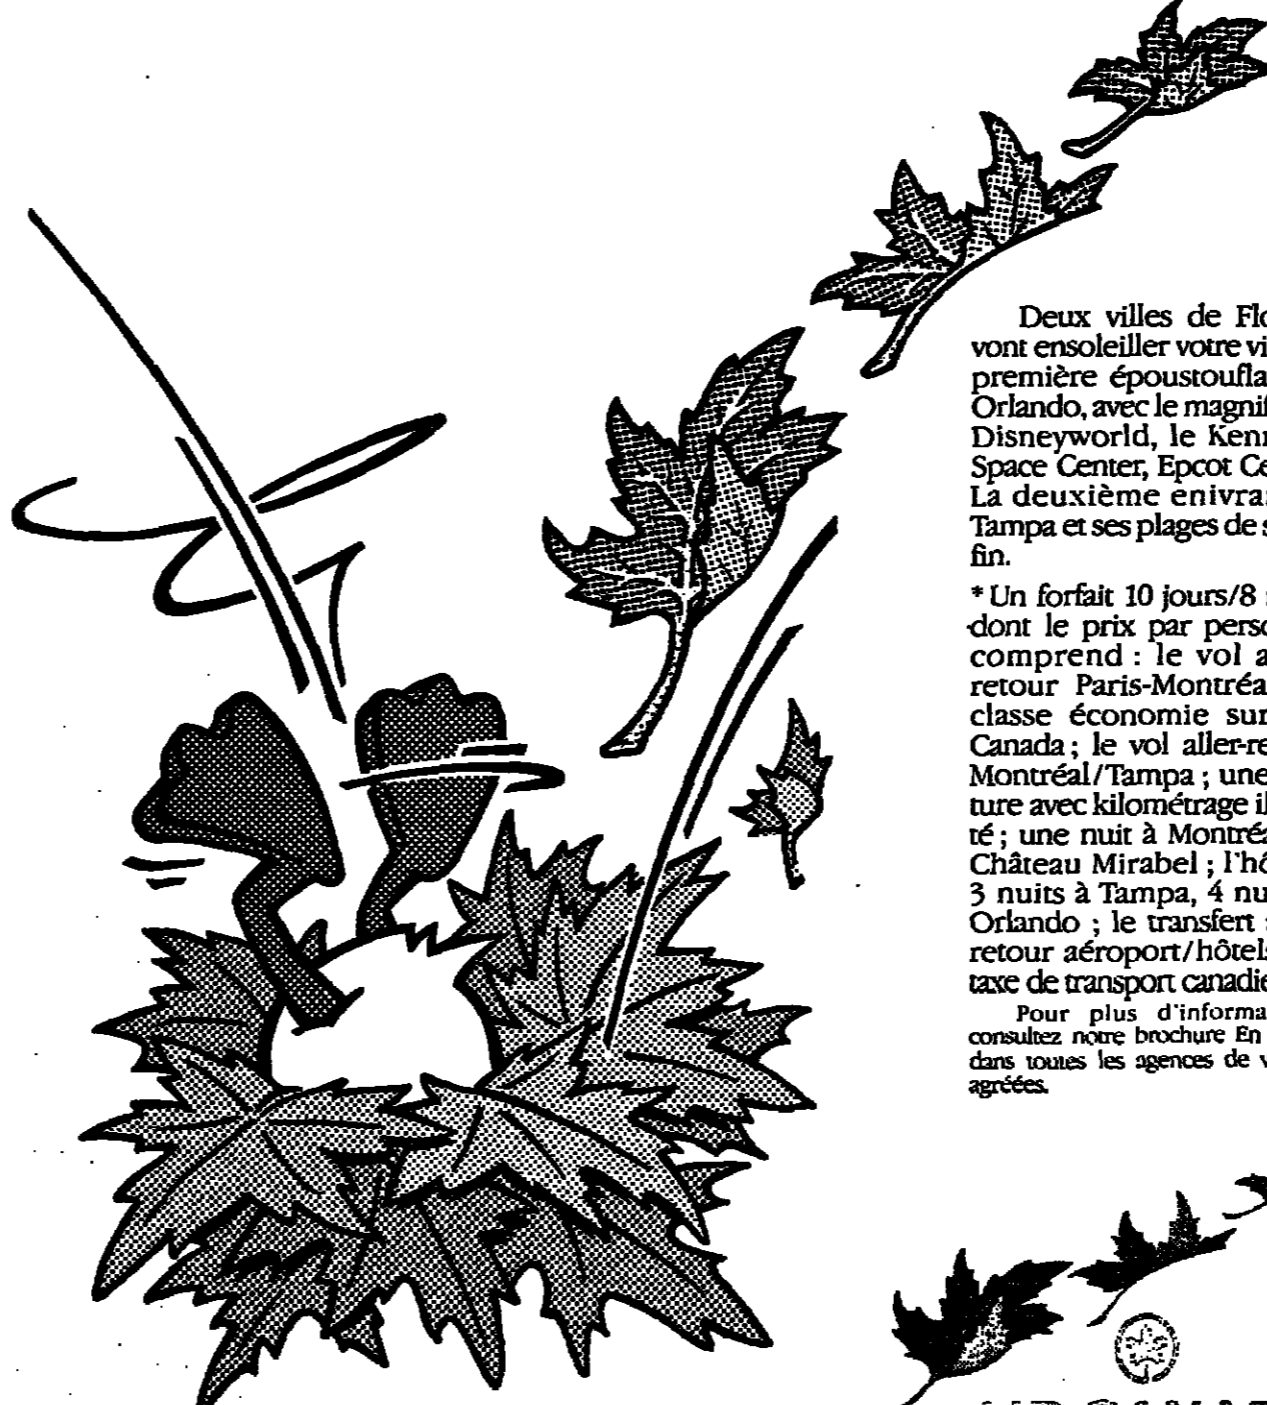 Deux villes de Flo
vont ensoleiller votre vi
première époustoufla
Orlando, avec le magnif
Disneyworld, le Kenn
Space Center, Epcot Ce
La deuxième enivra
Tampa et ses plages de s
fin.
* Un forfait 10 jours/8
dont le prix par perso
comprend : le vol a
retour Paris-Montréa
classe économie sur
Canada ; le vol aller-re
Montréal/Tampa ; une
ture avec kilométrage il
té ; une nuit à Montréa
Château Mirabel ; l'hô
3 nuits à Tampa, 4 nu
Orlando ; le transfert
retour aéroport/hôtels
taxe de transport canadie
Pour plus d'informa
consultez notre brochure En
dans toutes les agences de v
agréées.